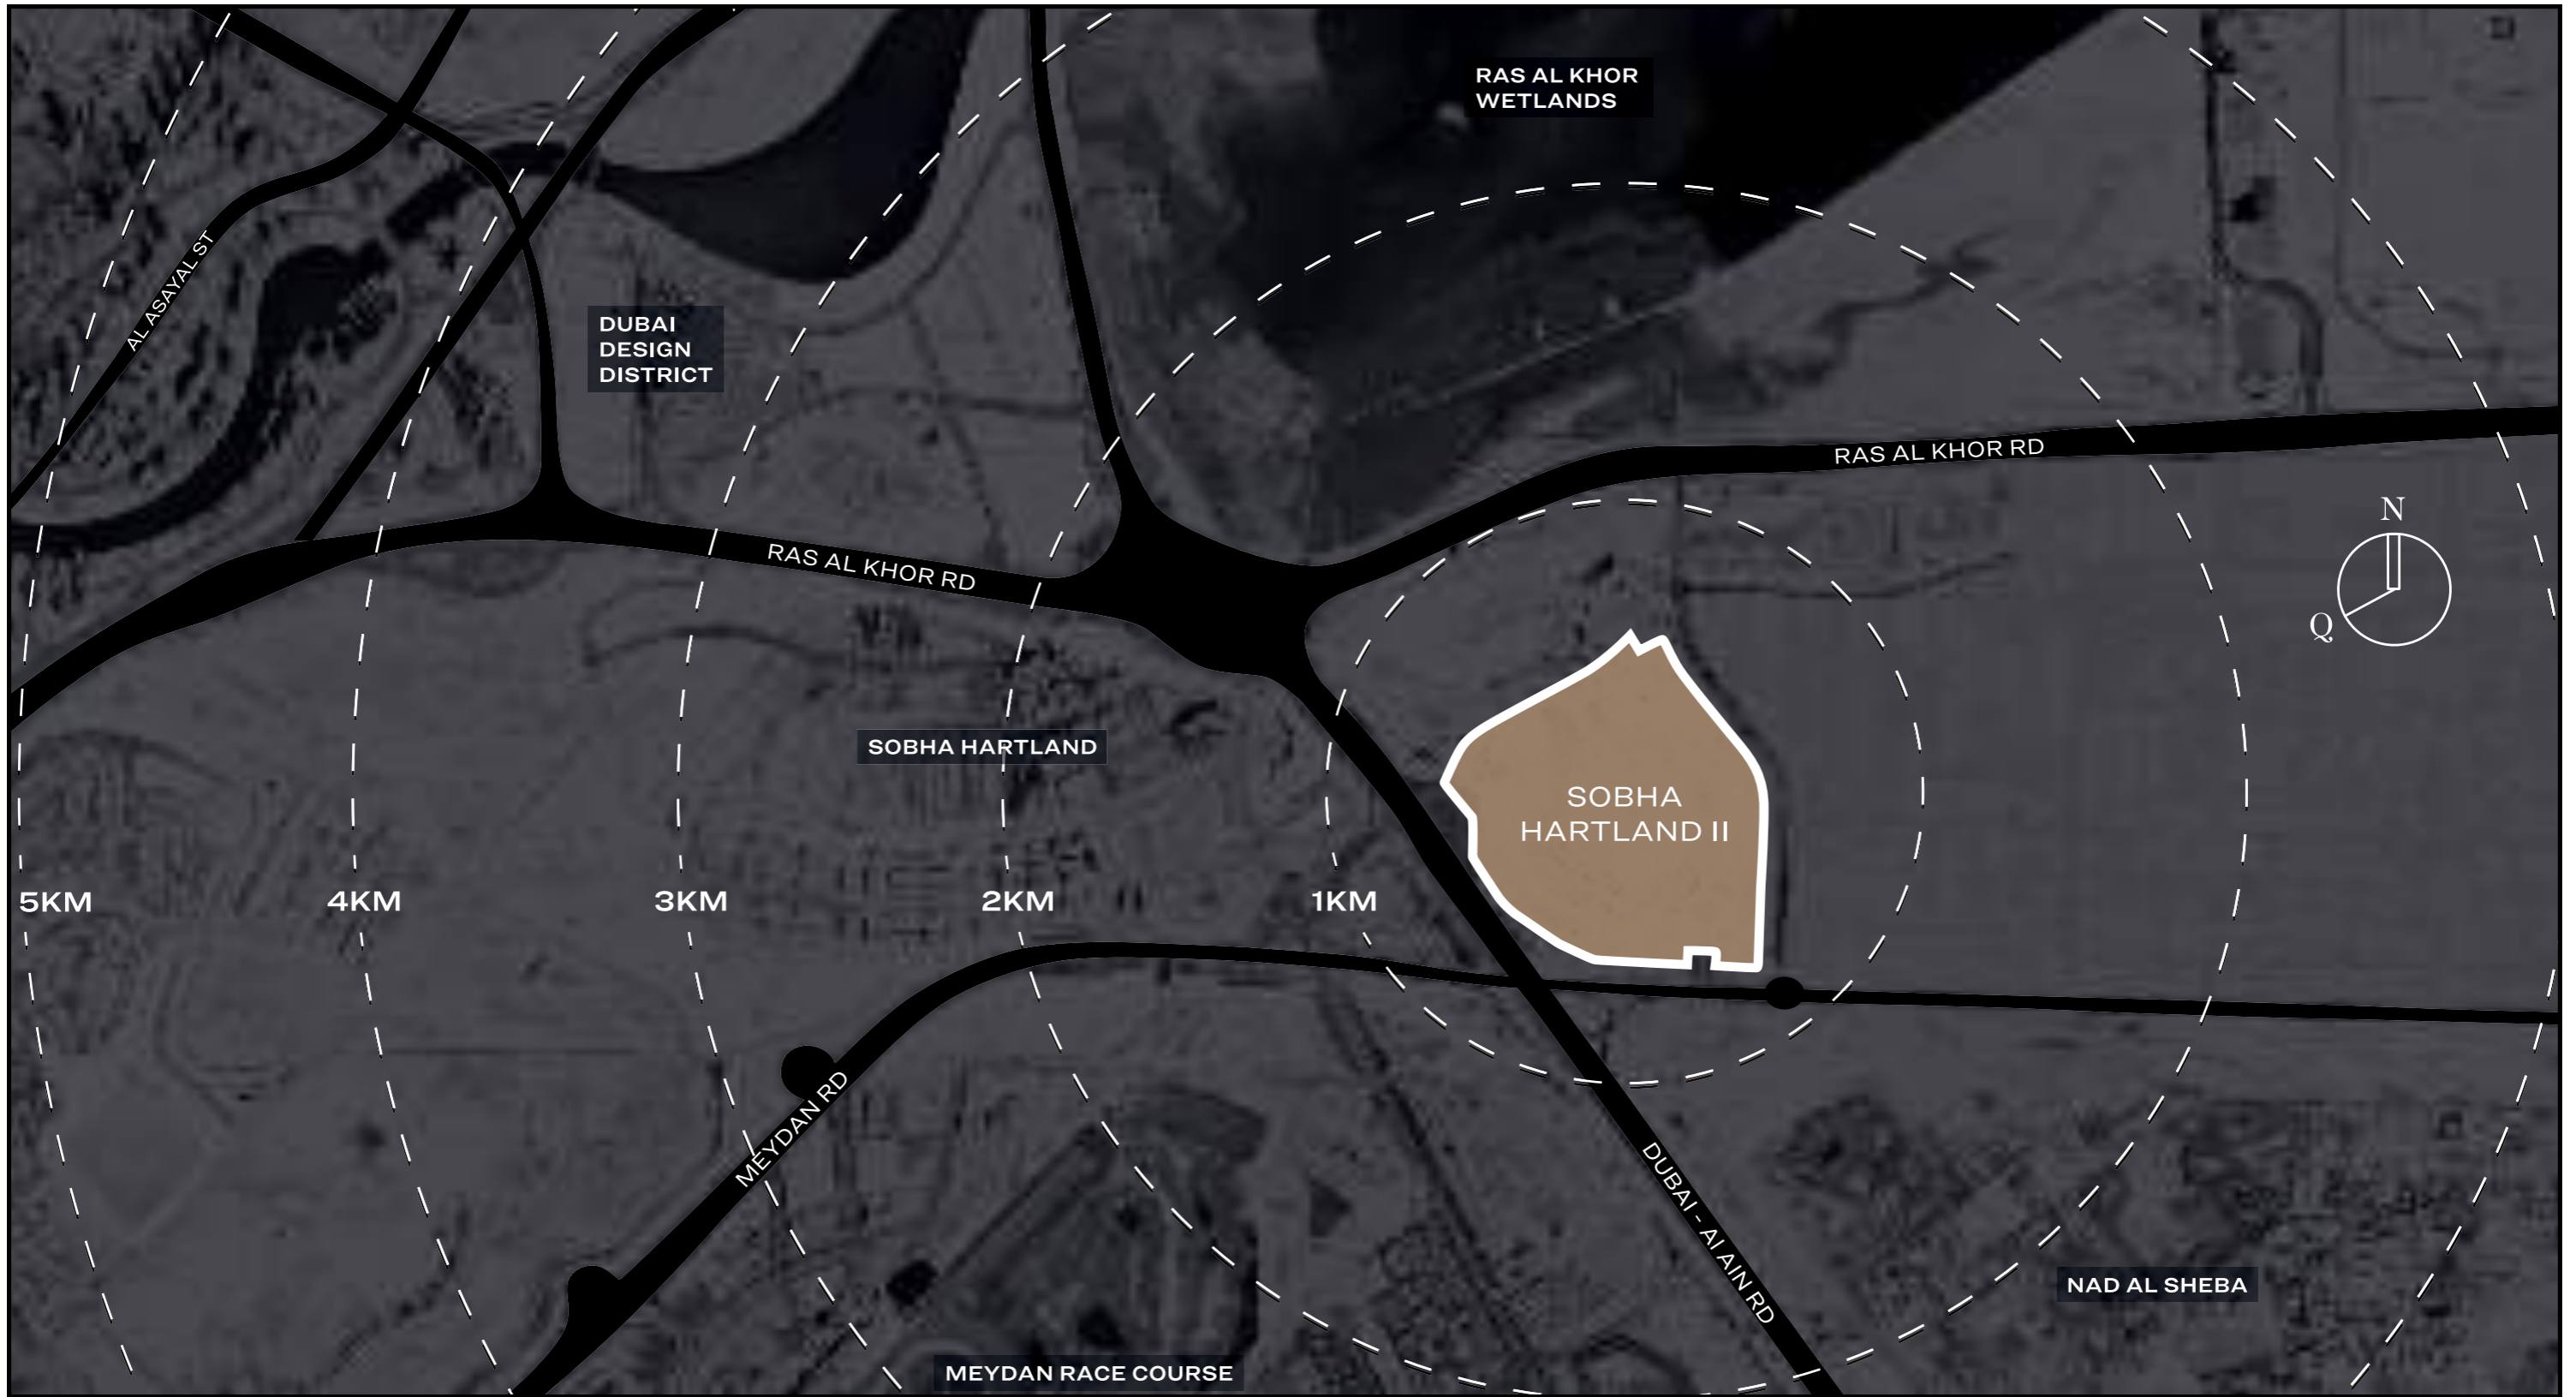 RAS AL KHOR
WETLANDS
AL ASAYAL ST
DUBAI
DESIGN
DISTRICT
RAS AL KHOR RD
N
Q
RAS AL KHOR RD
SOBHA HARTLAND
SOBHA
HARTLAND II
5KM
4KM
3KM
2KM
1KM
MEYDAN RD
DUBAI - AI AIN RD
NAD AL SHEBA
MEYDAN RACE COURSE